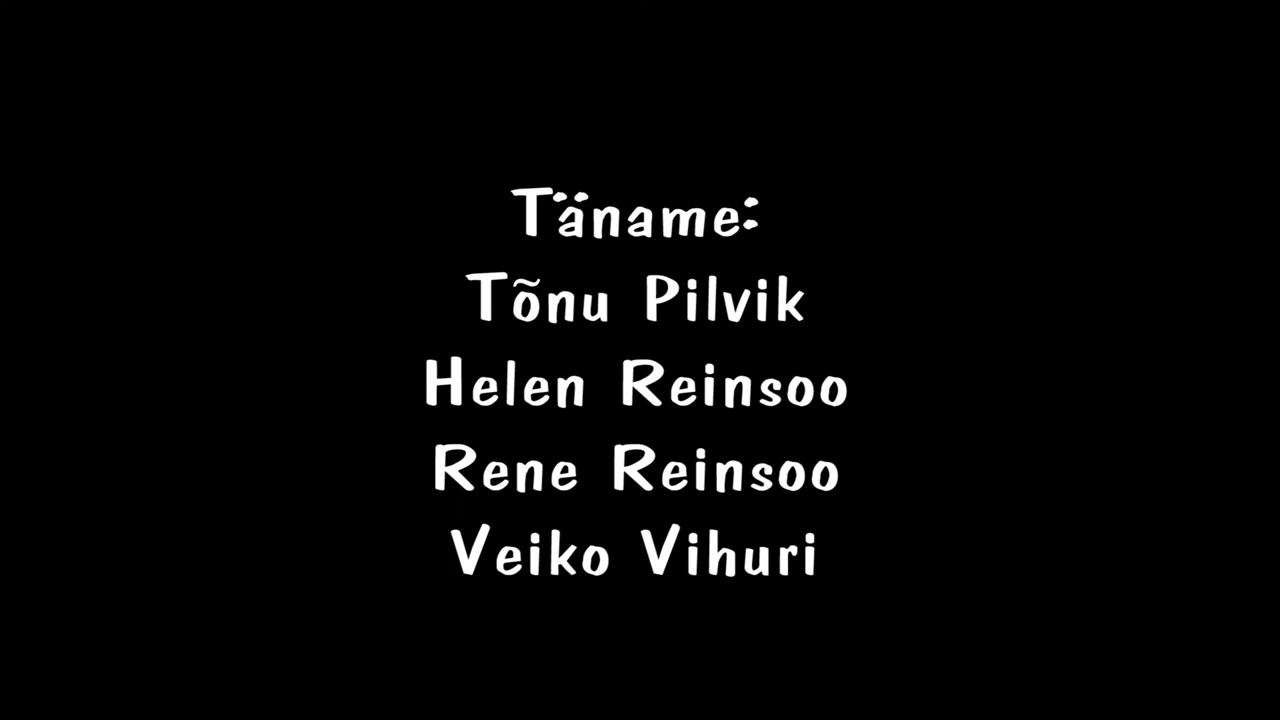 Täname:
Tõnu Pilvik
Helen Reinsoo
Rene Reinsoo
Veiko Vihuri